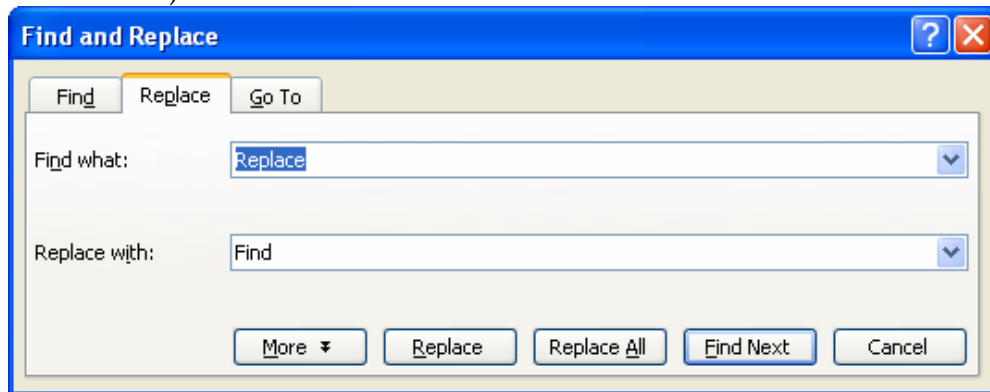 Find and Replace
Find Replace Go To
Find what: Replace
Replace with: Find
More Replace Replace All Find Next Cancel